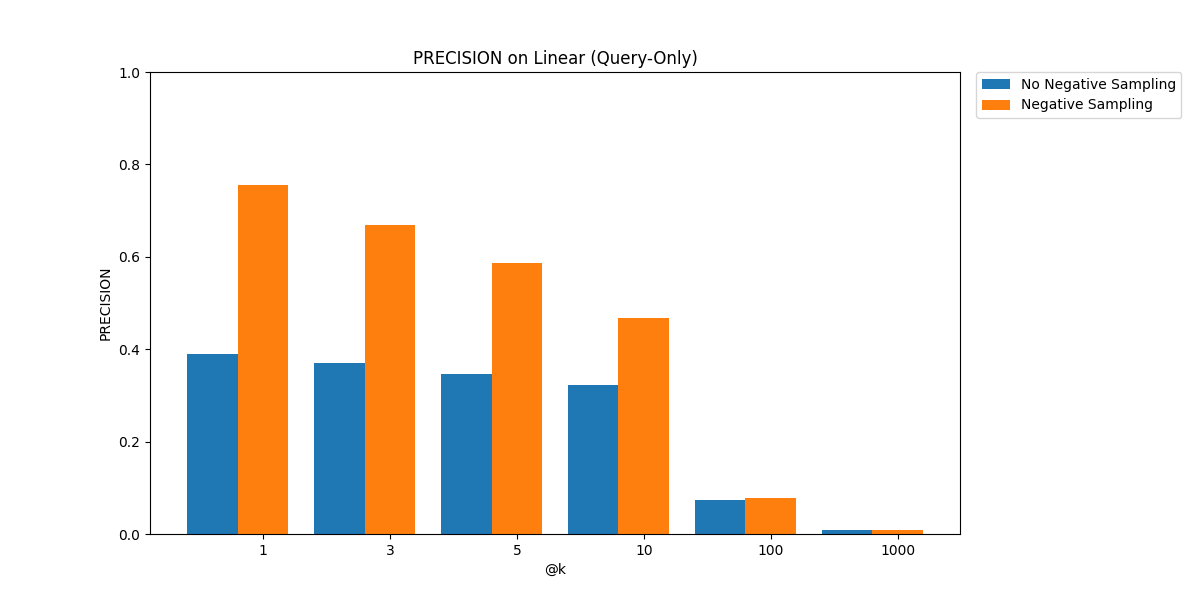 PRECISION on Linear (Query-Only)
No Negative Sampling
Negative Sampling
1.0
0.8
0.6
0.4
0.2
0.0
PRECISION
1 3 5 10 100 1000
@k